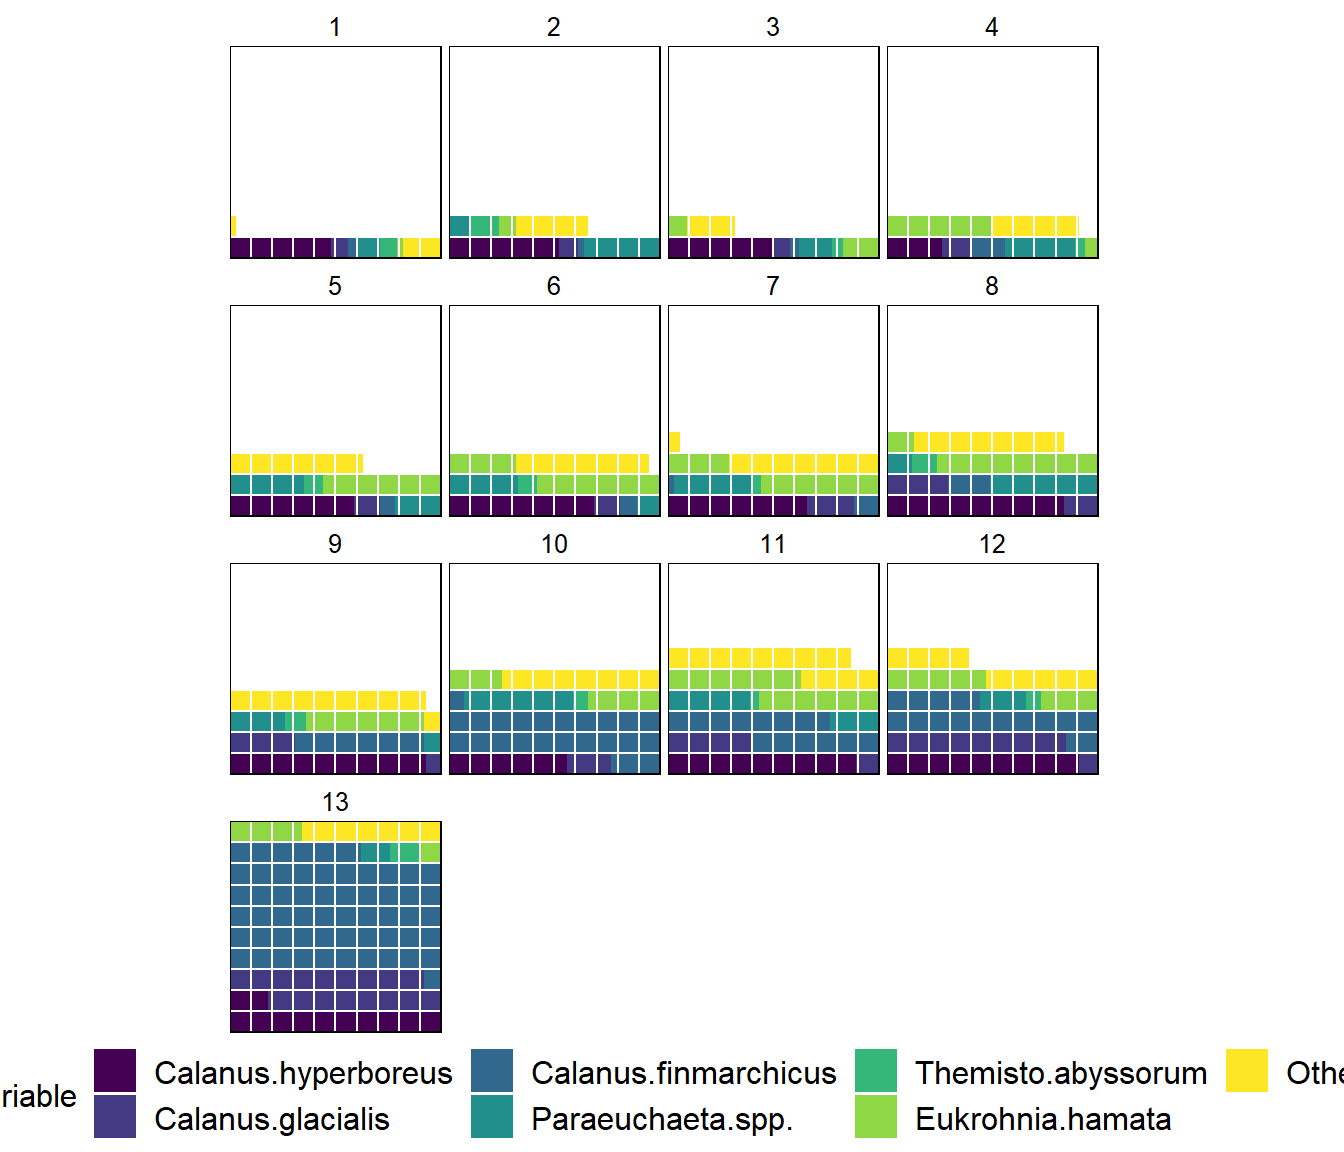 1 2 3 4
5 6 7 8
9 10 11 12
13
Calanus.hyperboreus Calanus.finmarchicus Themisto.abyssorum Othe
riable Calanus.glacialis Paraeuchaeta.spp. Eukrohnia.hamata